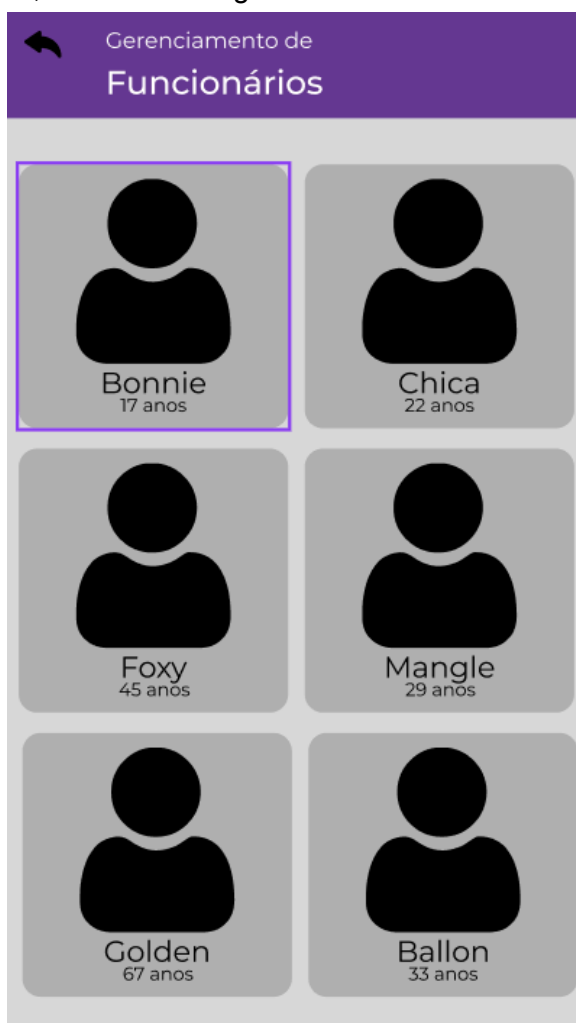 Gerenciamento de
Funcionários
Bonnie
17 anos
Chica
22 anos
Foxy
45 anos
Mangle
29 anos
Golden
67 anos
Ballon
33 anos